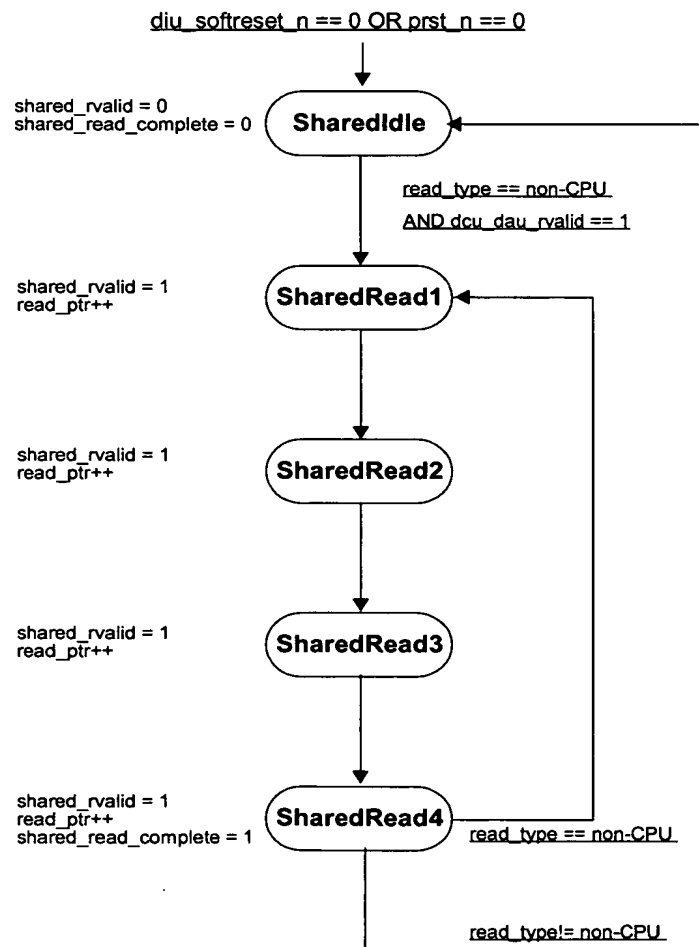 diu_softreset_n == 0 OR prst_n == 0
shared_rvalid = 0
shared_read_complete = 0
SharedIdle
read_type == non-CPU
AND dcu_dau_rvalid == 1
shared_rvalid = 1
read_ptr++
SharedRead1
shared_rvalid = 1
read_ptr++
SharedRead2
shared_rvalid = 1
read_ptr++
SharedRead3
shared_rvalid = 1
read_ptr++
shared_read_complete = 1
SharedRead4
read_type == non-CPU
read_type!= non-CPU